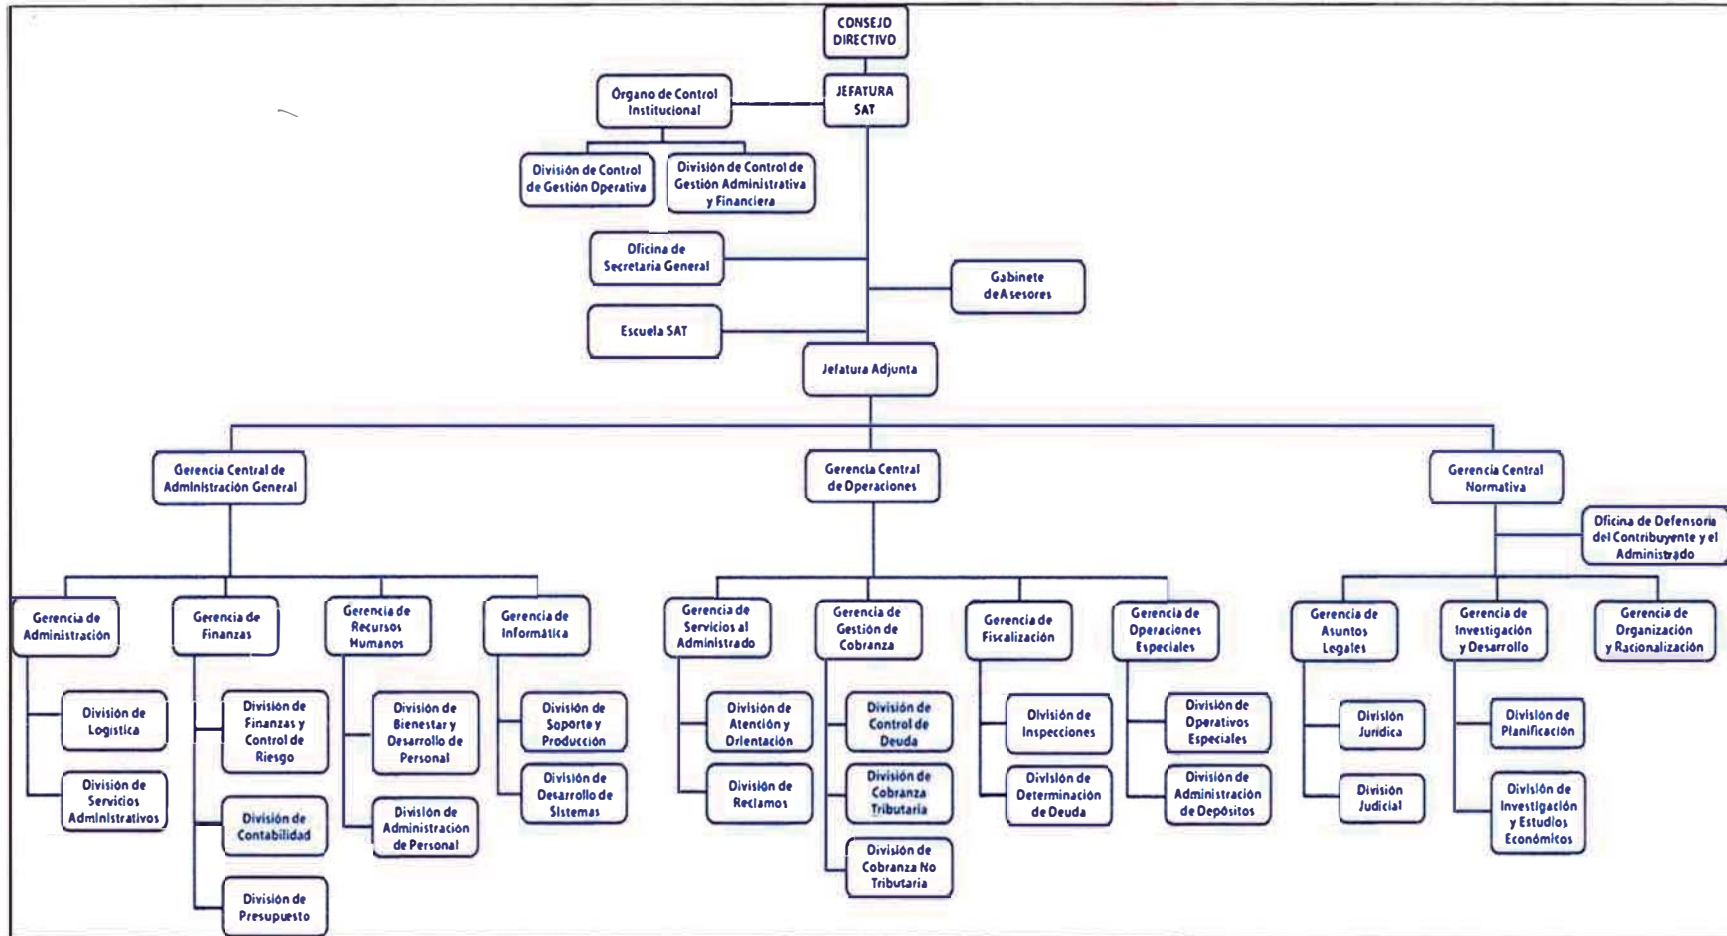 CONSEJO
DIRECTIVO
JEFATURA
SAT
Órgano de Control
Institucional
División de Control
de Gestión Operativa
División de Control de
Gestión Administrativa
y Financiera
Oficina de
Secretaria General
Gabinete
de Asesores
Escuela SAT
Jefatura Adjunta
Gerencia Central de
Administración General
Gerencia Central
de Operaciones
Gerencia Central
Normativa
Oficina de Defensoria
del Contribuyente y el
Administrado
Gerencia de
Administración
Gerencia de
Finanzas
Gerencia de
Recursos
Humanos
Gerencia de
Informática
Gerencia de
Servicios al
Administrado
Gerencia de
Gestión de
Cobranza
Gerencia de
Fiscalización
Gerencia de
Operaciones
Especiales
Gerencia de
Asuntos
Legales
Gerencia de
Investigación
y Desarrollo
Gerencia de
Organización
y Racionalización
División de
Logística
División de
Finanzas y
Control de
Riesgo
División de
Bienestar y
Desarrollo de
Personal
División de
Soporte y
Producción
División de
Atención y
Orientación
División de
Control de
Deuda
División de
Inspecciones
División de
Operativos
Especiales
División
Jurídica
División de
Planificación
División de
Servicios
Administrativos
División de
Contabilidad
División de
Administración
de Personal
División de
Desarrollo de
Sistemas
División de
Reclamos
División de
Cobranza
Tributaria
División de
Determinación
de Deuda
División de
Administración
de Depósitos
División
Judicial
División de
Investigación
y Estudios
Económicos
División de
Presupuesto
División de
Cobranza No
Tributaria